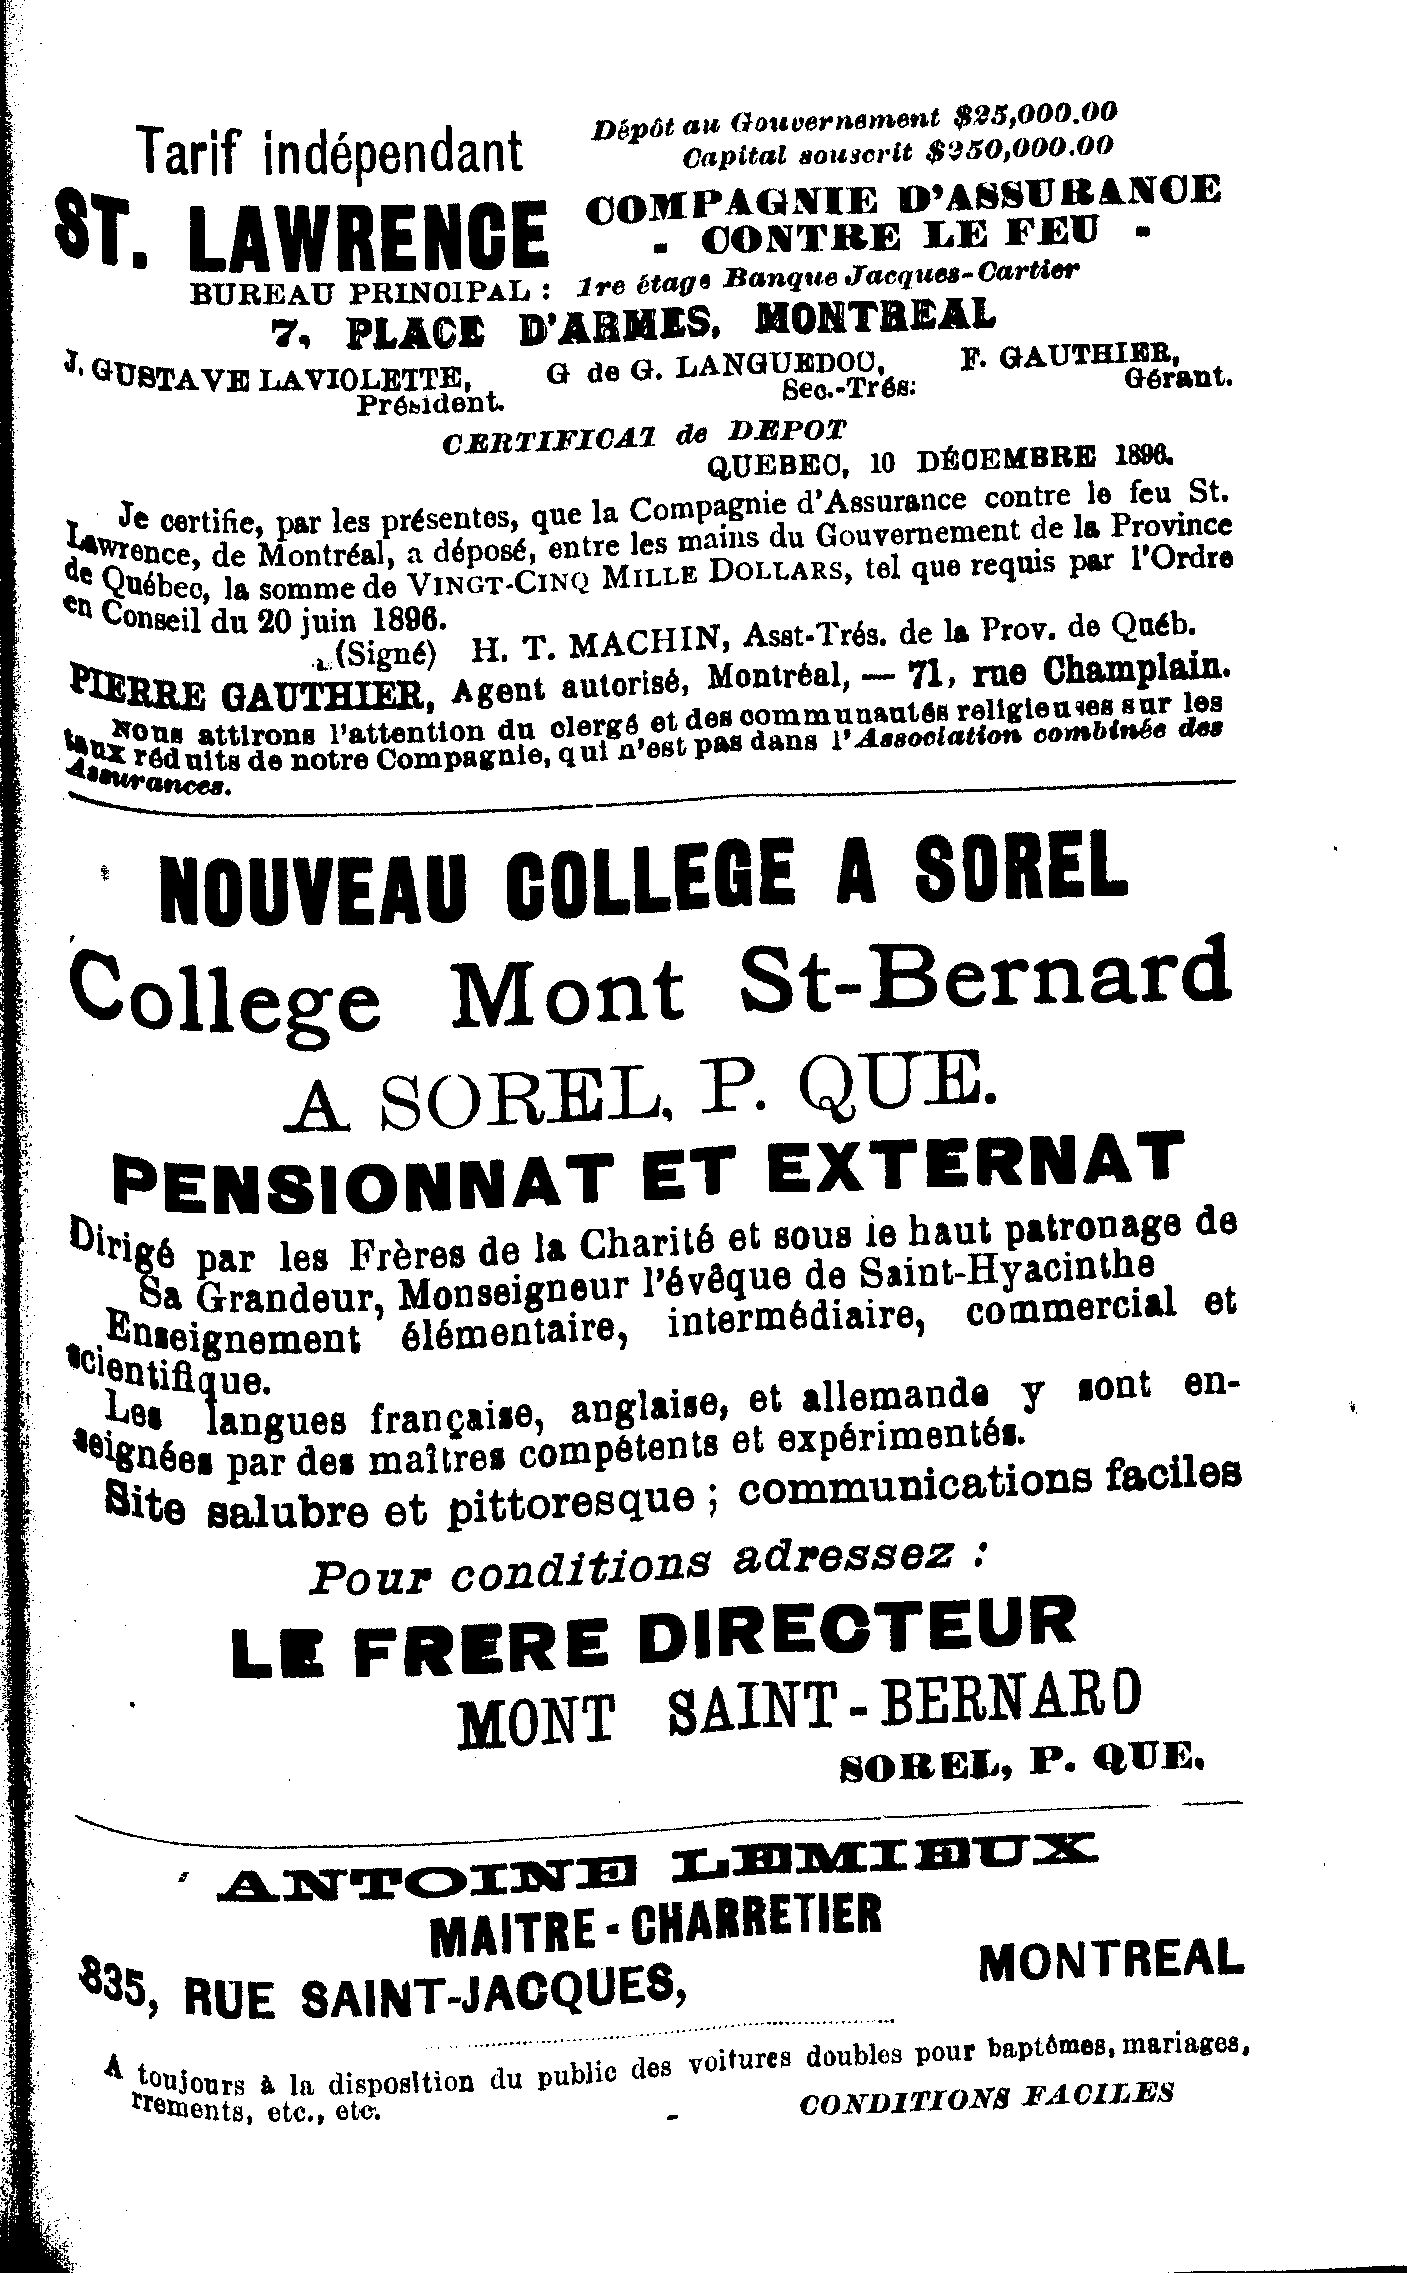 Tarif indépendant
Dépôt au Gouvernement $25,000.00
Capital souscrit $250,000.00
ST. LAWRENCE
COMPAGNIE D'ASSURANCE
- CONTRE LE FEU -
BUREAU PRINCIPAL : 1re étage Banque Jacques-Cartier
7, PLACE D'ARMES, MONTREAL
J. GUSTAVE LAVIOLETTE,
Président.
G de G. LANGUEDOC,
Sec.-Trés:
F. GAUTHIER,
Gérant.
CERTIFICAT de DEPOT
QUEBEC, 10 DÉCEMBRE 1896.
Je certifie, par les présentes, que la Compagnie d'Assurance contre le feu St.
Lawrence, de Montréal, a déposé, entre les mains du Gouvernement de la Province
de Québec, la somme de VINGT-CINQ MILLE DOLLARS, tel que requis par l'Ordre
en Conseil du 20 juin 1896.
(Signé) H. T. MACHIN, Asst-Trés. de la Prov. de Québ.
PIERRE GAUTHIER, Agent autorisé, Montréal, — 71, rue Champlain.
Nous attirons l'attention du clergé et des communautés religieuses sur les
taux réduits de notre Compagnie, qui n'est pas dans l'Association combinée des
Assurances.
NOUVEAU COLLEGE A SOREL
College Mont St-Bernard
A SOREL, P. QUE.
PENSIONNAT ET EXTERNAT
Dirigé par les Frères de la Charité et sous le haut patronage de
Sa Grandeur, Monseigneur l'évêque de Saint-Hyacinthe
Enseignement élémentaire, intermédiaire, commercial et
scientifique.
Les langues française, anglaise, et allemande y sont en-
seignées par des maîtres compétents et expérimentés.
Site salubre et pittoresque ; communications faciles
Pour conditions adressez :
LE FRERE DIRECTEUR
MONT SAINT-BERNARD
SOREL, P. QUE.
ANTOINE LEMIEUX
MAITRE-CHARRETIER
835, RUE SAINT-JACQUES, MONTREAL
A toujours à la disposition du public des voitures doubles pour baptêmes, mariages,
rrements, etc., etc.
CONDITIONS FACILES